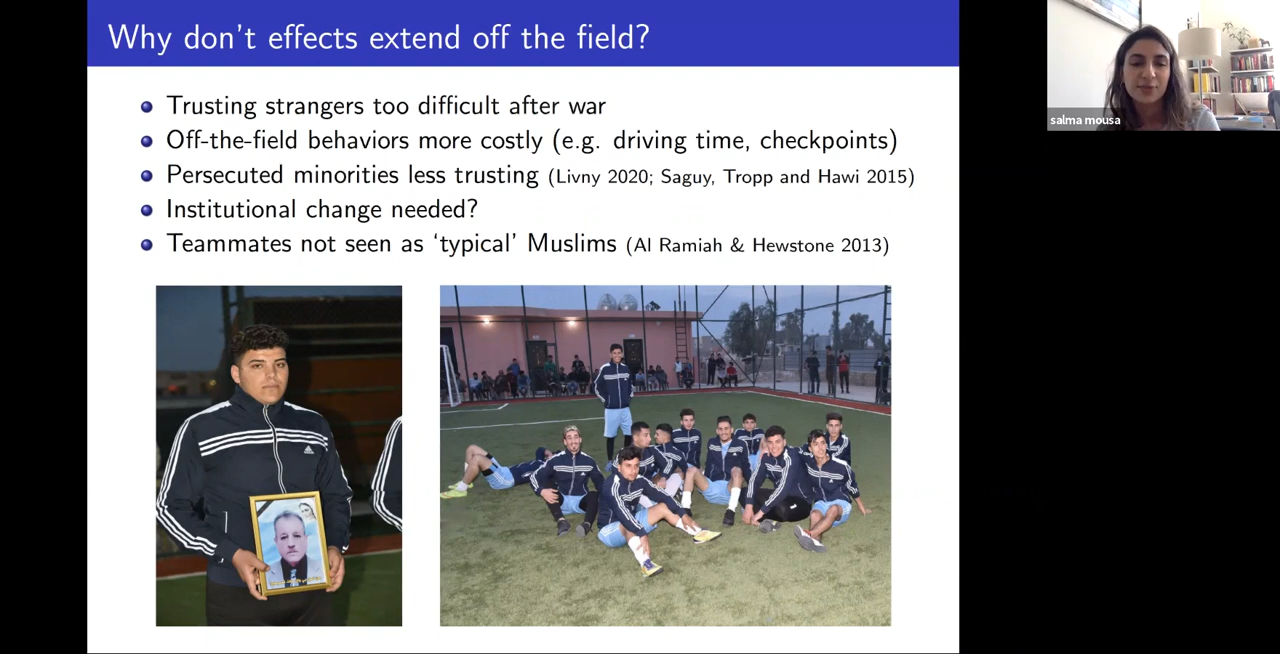 Why don't effects extend off the field?
Trusting strangers too difficult after war
Off-the-field behaviors more costly (e.g. driving time, checkpoints)
Persecuted minorities less trusting (Livny 2020; Saguy, Tropp and Hawi 2015)
Institutional change needed?
Teammates not seen as ‘typical’ Muslims (Al Ramiah & Hewstone 2013)
salma mousa